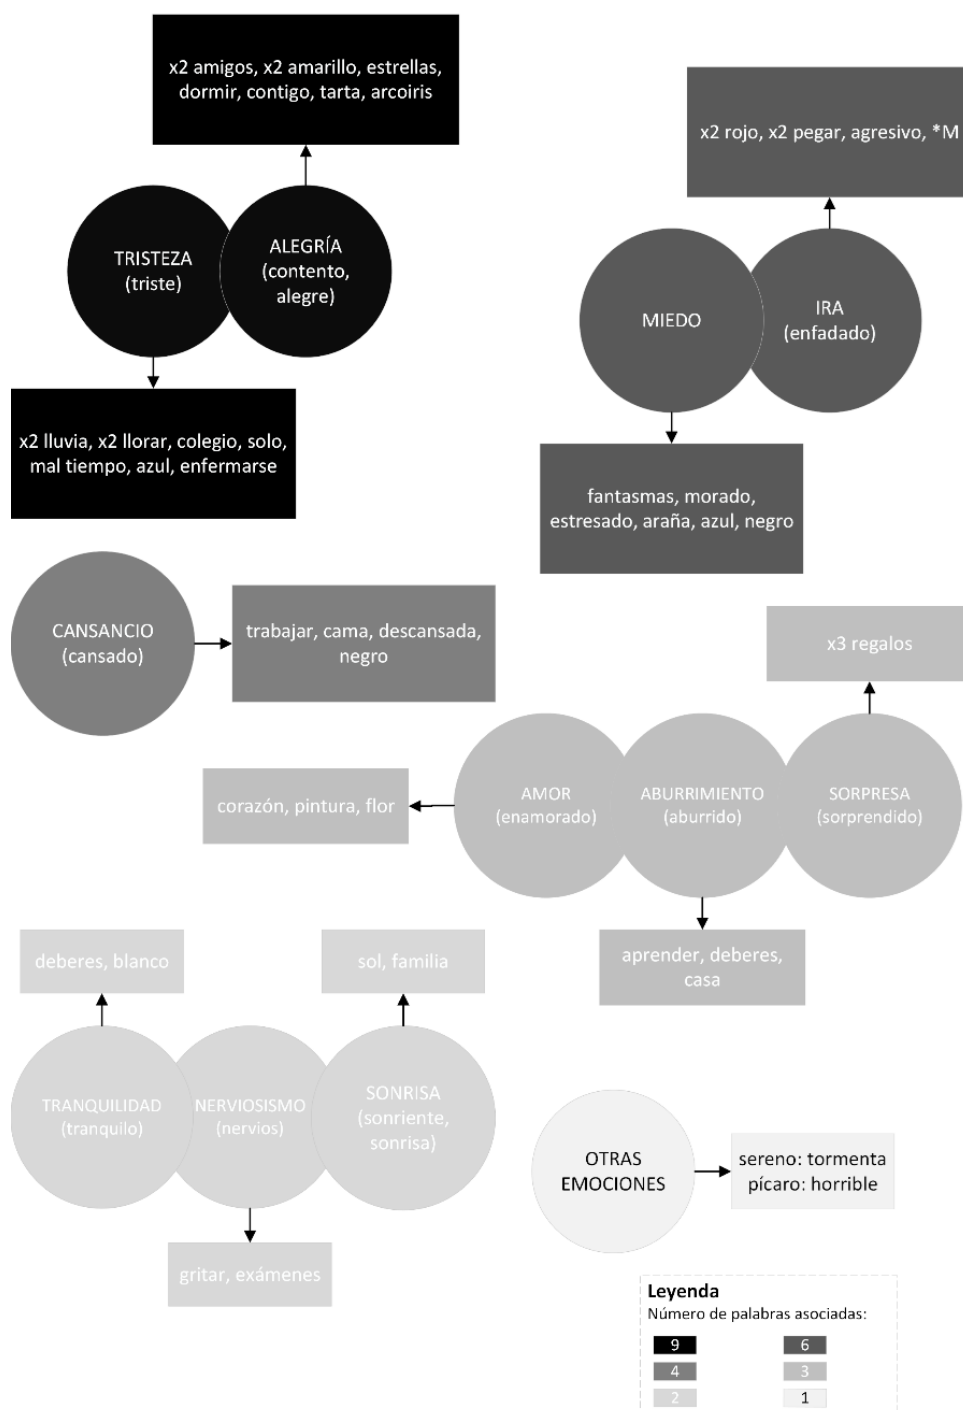 x2 amigos, x2 amarillo, estrellas,
dormir, contigo, tarta, arcoiris
x2 rojo, x2 pegar, agresivo, *M
TRISTEZA
(triste)
ALEGRÍA
(contento,
alegre)
MIEDO
IRA
(enfadado)
x2 lluvia, x2 llorar, colegio, solo,
mal tiempo, azul, enfermarse
fantasmas, morado,
estresado, araña, azul, negro
CANSANCIO
(cansado)
trabajar, cama, descansada,
negro
x3 regalos
corazón, pintura, flor
AMOR
(enamorado)
ABURRIMIENTO
(aburrido)
SORPRESA
(sorprendido)
aprender, deberes,
casa
deberes, blanco
sol, familia
TRANQUILIDAD
(tranquilo)
NERVIOSISMO
(nervios)
SONRISA
(sonriente,
sonrisa)
gritar, exámenes
OTRAS
EMOCIONES
sereno: tormenta
pícaro: horrible
Leyenda
Número de palabras asociadas:
9 6
4 3
2 1